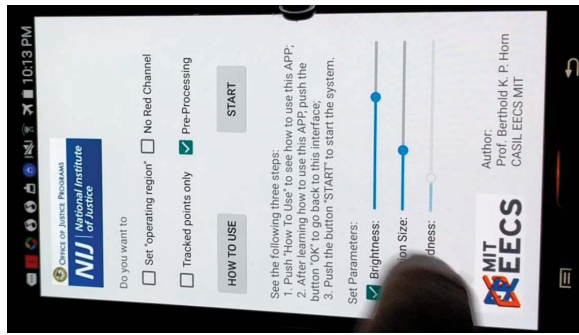 10:13 PM
OFFICE OF JUSTICE PROGRAMS
NIJ National Institute
of Justice
Do you want to
Set "operating region" No Red Channel
Tracked points only Pre-Processing
HOW TO USE START
See the following three steps:
1. Push "How To Use" to see how to use this APP;
2. After learning how to use this APP, push the
button "OK" to go back to this interface;
3. Push the button "START" to start the system.
Set Parameters:
Brightness:
ion Size:
dness:
MIT
EECS
Author:
Prof. Berthold K. P. Horn
CASIL EECS MIT